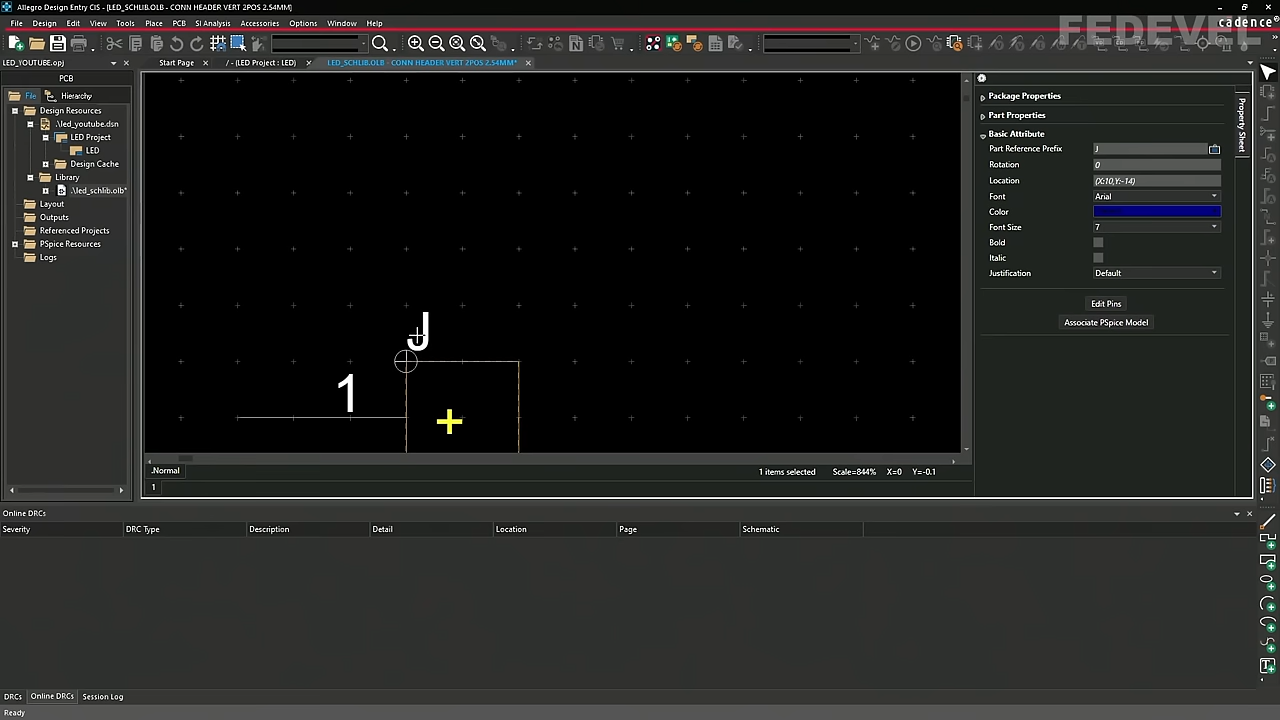 Allegro Design Entry CIS - [LED_SCHLIB.OLB - CONN HEADER VERT 2POS 2.54MM]
File Design Edit View Tools Place PCB SI Analysis Accessories Options Window Help
cadence
FEDEVEL
LED_YOUTUBE.opj
Start Page
/ - (LED Project : LED)
LED_SCHLIB.OLB - CONN HEADER VERT 2POS 2.54MM*
PCB
File
Hierarchy
Design Resources
.\led_youtube.dsn
LED Project
LED
Design Cache
Library
.\led_schlib.olb*
Layout
Outputs
Referenced Projects
PSpice Resources
Logs
J
1
.Normal
1 items selected Scale=844% X=0 Y=-0.1
1
Property Sheet
Package Properties
Part Properties
Basic Attribute
Part Reference Prefix J
Rotation 0
Location (X:10,Y:-14)
Font Arial
Color
Font Size 7
Bold
Italic
Justification Default
Edit Pins
Associate PSpice Model
Online DRCs
Severity DRC Type Description Detail Location Page Schematic
DRCs Online DRCs Session Log
Ready